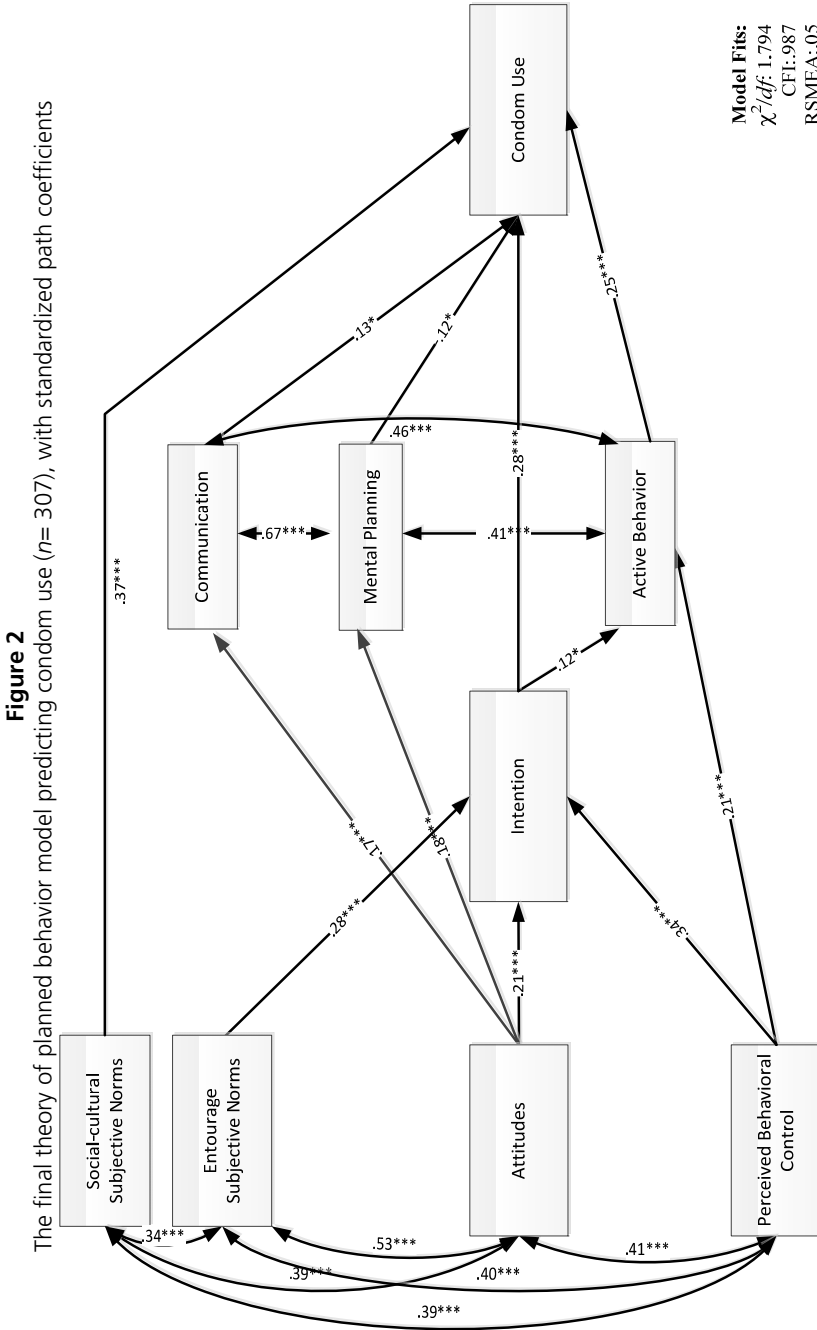 Figure 2
The final theory of planned behavior model predicting condom use (n= 307), with standardized path coefficients
Social-cultural
Subjective Norms
Entourage
Subjective Norms
Attitudes
Perceived Behavioral
Control
.34***
.53***
.39***
.41***
.40***
.39***
.37***
.28***
.17***
.18***
.21***
.34***
.21***
Intention
.12*
.28***
Communication
Mental Planning
Active Behavior
.67***
.46***
.41***
.13*
.12*
.25***
Condom Use
Model Fits:
χ²/df: 1.794
CFI:.987
RSMEA:.05